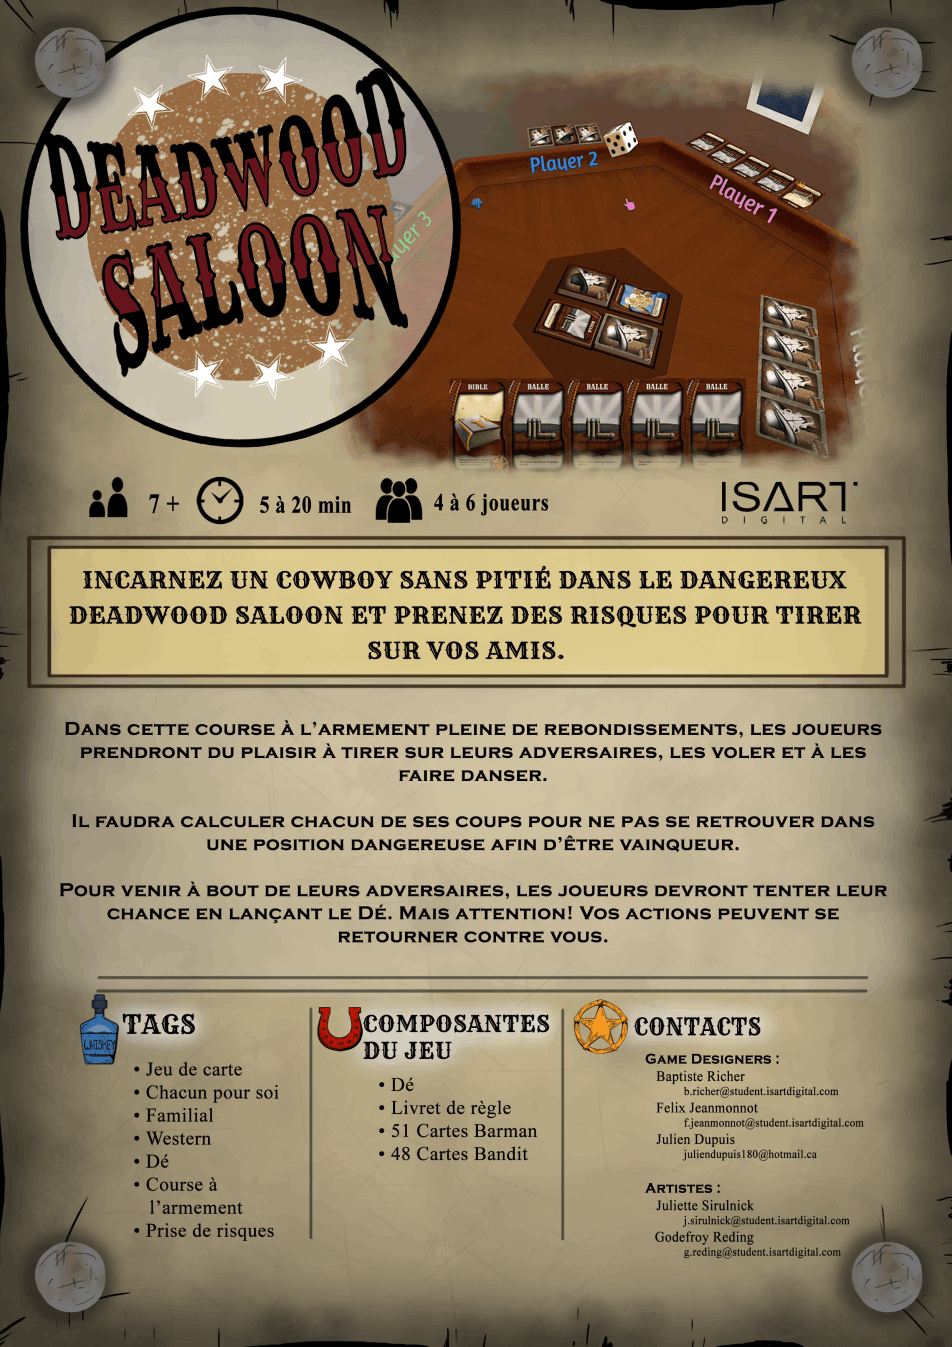 DEADWOOD
SALOON
Player 2
Player 1
yer 3
BIBLE
BALLE
BALLE
BALLE
BALLE
7 +
5 à 20 min
4 à 6 joueurs
ISART
DIGITAL
INCARNEZ UN COWBOY SANS PITIÉ DANS LE DANGEREUX
DEADWOOD SALOON ET PRENEZ DES RISQUES POUR TIRER
SUR VOS AMIS.
DANS CETTE COURSE À L'ARMEMENT PLEINE DE REBONDISSEMENTS, LES JOUEURS
PRENDRONT DU PLAISIR À TIRER SUR LEURS ADVERSAIRES, LES VOLER ET À LES
FAIRE DANSER.
IL FAUDRA CALCULER CHACUN DE SES COUPS POUR NE PAS SE RETROUVER DANS
UNE POSITION DANGEREUSE AFIN D'ÊTRE VAINQUEUR.
POUR VENIR À BOUT DE LEURS ADVERSAIRES, LES JOUEURS DEVRONT TENTER LEUR
CHANCE EN LANÇANT LE DÉ. MAIS ATTENTION! VOS ACTIONS PEUVENT SE
RETOURNER CONTRE VOUS.
WHISKEY
TAGS
• Jeu de carte
• Chacun pour soi
• Familial
• Western
• Dé
• Course à
l'armement
• Prise de risques
COMPOSANTES
DU JEU
• Dé
• Livret de règle
• 51 Cartes Barman
• 48 Cartes Bandit
CONTACTS
GAME DESIGNERS :
Baptiste Richer
b.richer@student.isartdigital.com
Felix Jeanmonnot
f.jeanmonnot@student.isartdigital.com
Julien Dupuis
juliendupuis180@hotmail.ca
ARTISTES :
Juliette Sirulnick
j.sirulnick@student.isartdigital.com
Godefroy Reding
g.reding@student.isartdigital.com